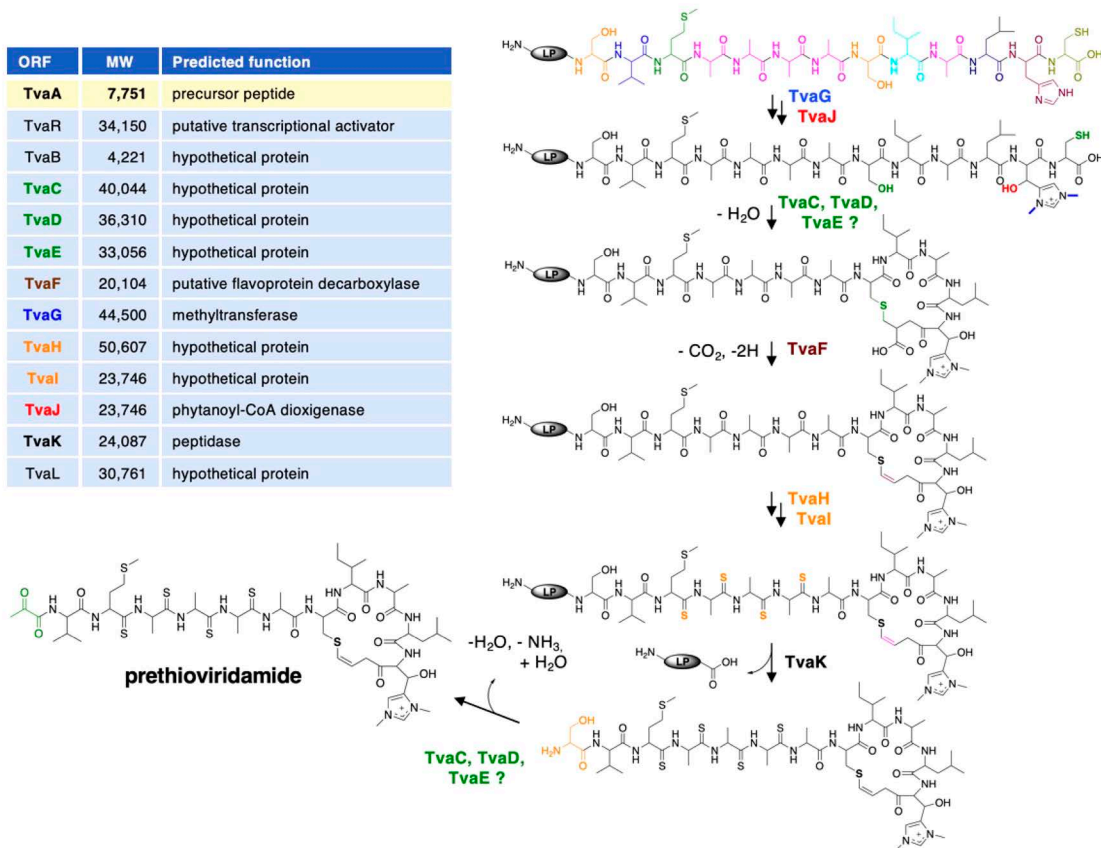 ORF MW Predicted function
TvaA 7,751 precursor peptide
TvaR 34,150 putative transcriptional activator
TvaB 4,221 hypothetical protein
TvaC 40,044 hypothetical protein
TvaD 36,310 hypothetical protein
TvaE 33,056 hypothetical protein
TvaF 20,104 putative flavoprotein decarboxylase
TvaG 44,500 methyltransferase
TvaH 50,607 hypothetical protein
TvaI 23,746 hypothetical protein
TvaJ 23,746 phytanoyl-CoA dioxigenase
TvaK 24,087 peptidase
TvaL 30,761 hypothetical protein
TvaG
TvaJ
- H2O
TvaC, TvaD,
TvaE ?
- CO2, -2H
TvaF
TvaH
TvaI
TvaK
-H2O, - NH3,
+ H2O
TvaC, TvaD,
TvaE ?
prethioviridamide